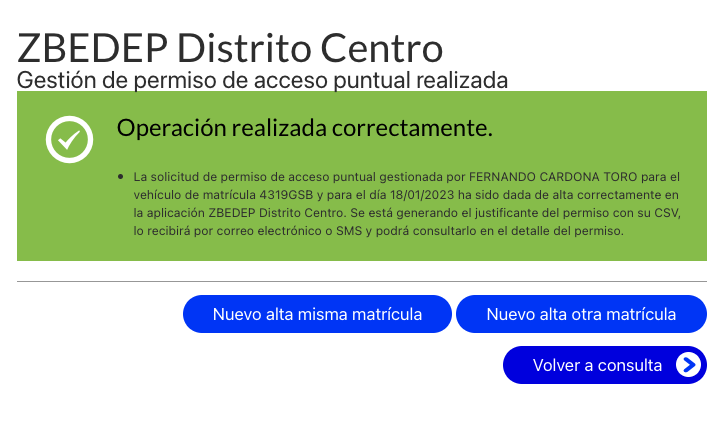 ZBEDEP Distrito Centro
Gestión de permiso de acceso puntual realizada
Operación realizada correctamente.
La solicitud de permiso de acceso puntual gestionada por FERNANDO CARDONA TORO para el
vehículo de matrícula 4319GSB y para el día 18/01/2023 ha sido dada de alta correctamente en
la aplicación ZBEDEP Distrito Centro. Se está generando el justificante del permiso con su CSV,
lo recibirá por correo electrónico o SMS y podrá consultarlo en el detalle del permiso.
Nuevo alta misma matrícula
Nuevo alta otra matrícula
Volver a consulta